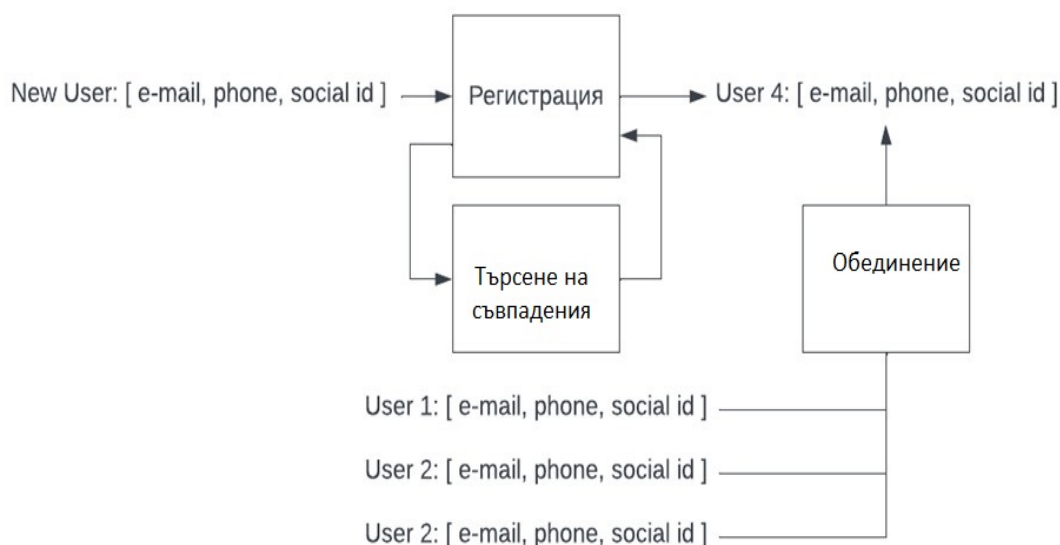 New User: [ e-mail, phone, social id ]
Регистрация
User 4: [ e-mail, phone, social id ]
Търсене на
съвпадения
Обединение
User 1: [ e-mail, phone, social id ]
User 2: [ e-mail, phone, social id ]
User 2: [ e-mail, phone, social id ]